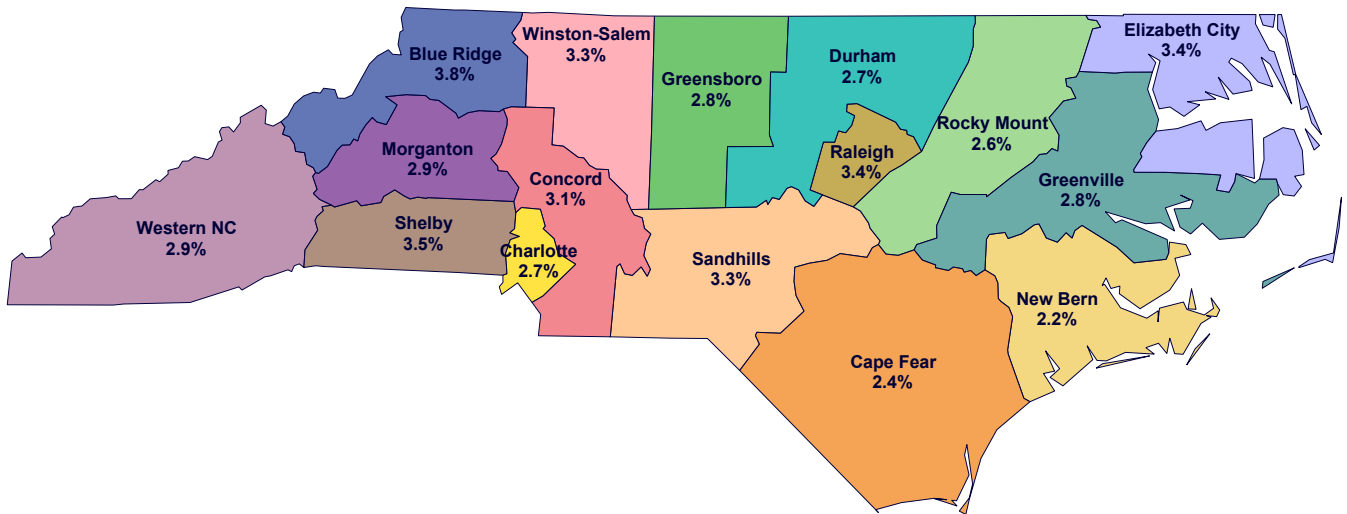 Elizabeth City
3.4%
Winston-Salem
3.3%
Blue Ridge
3.8%
Durham
2.7%
Greensboro
2.8%
Rocky Mount
2.6%
Morganton
2.9%
Raleigh
3.4%
Concord
3.1%
Greenville
2.8%
Western NC
2.9%
Shelby
3.5%
Charlotte
2.7%
Sandhills
3.3%
New Bern
2.2%
Cape Fear
2.4%